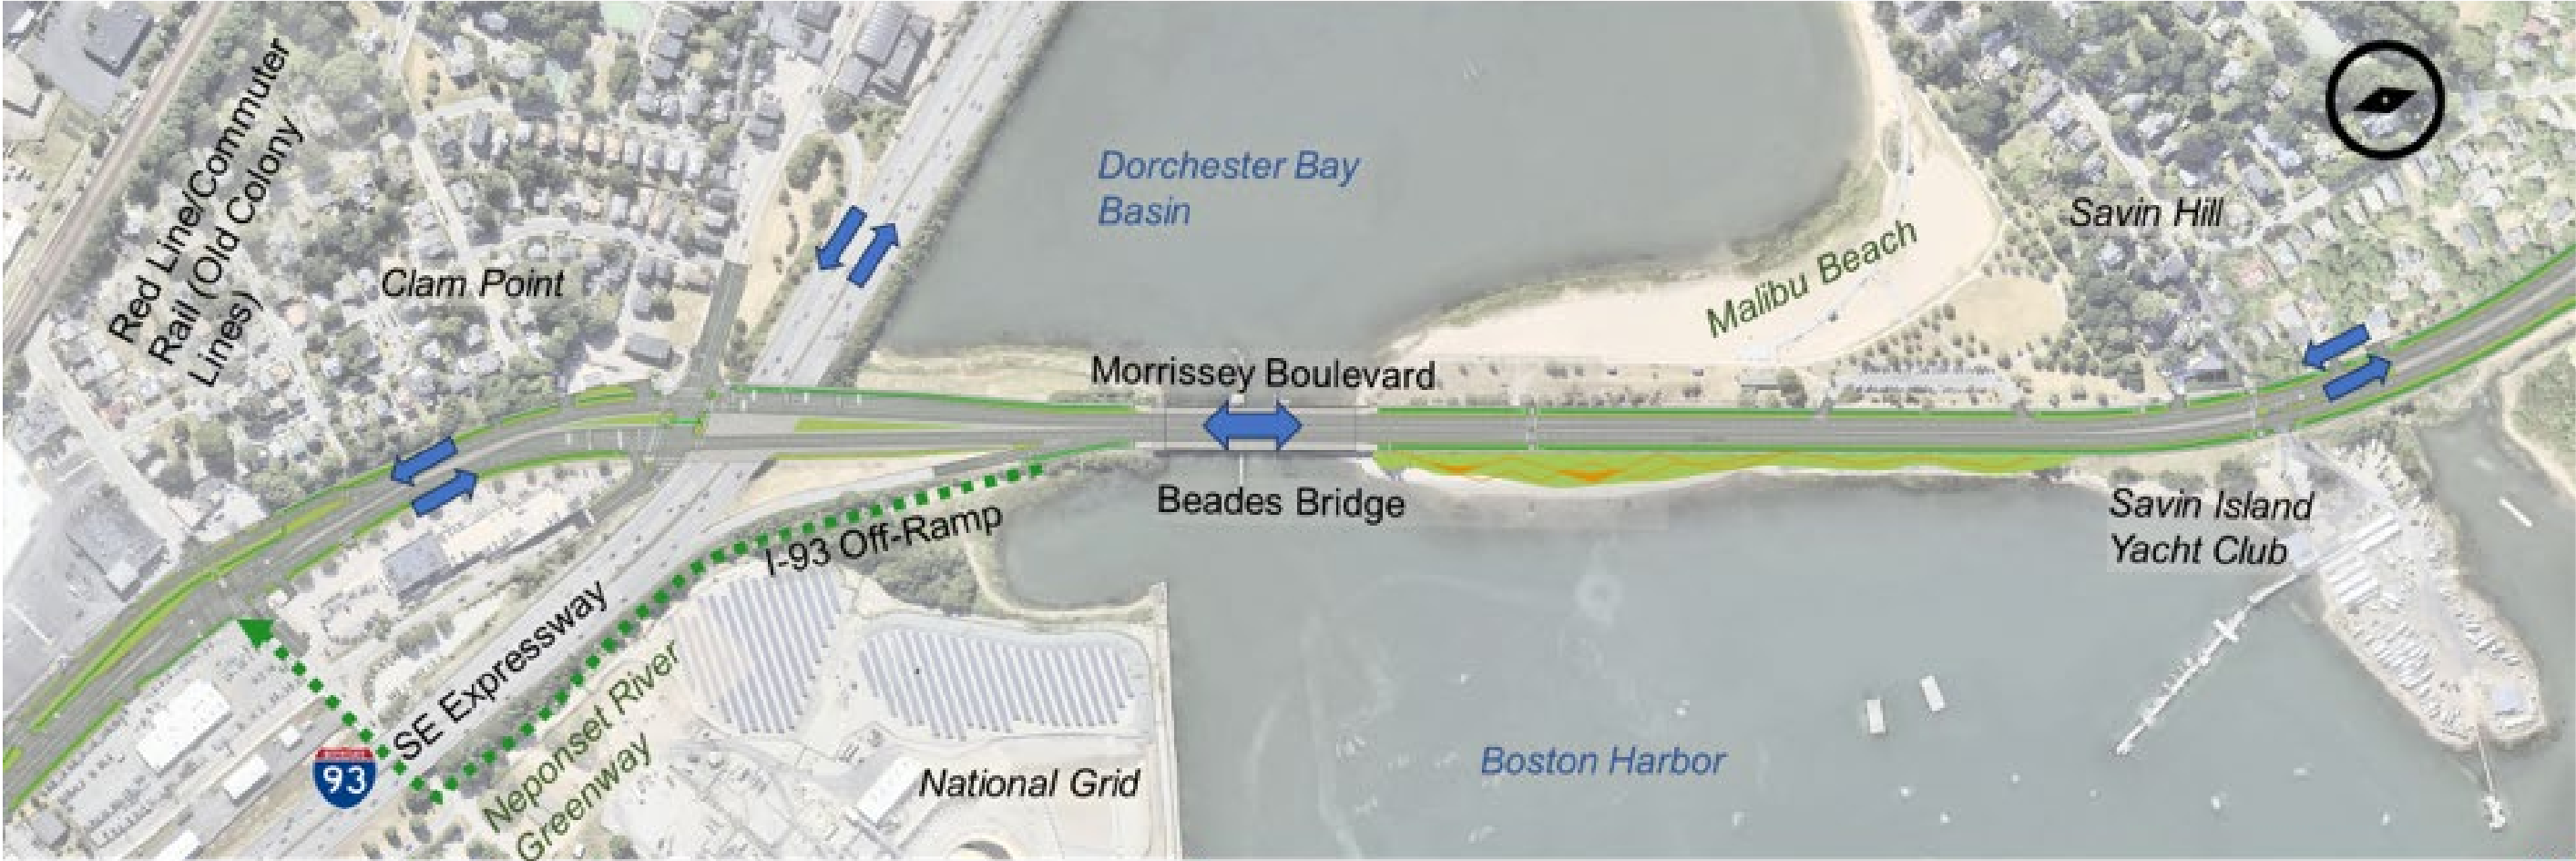 Red Line/Commuter
Rail (Old Colony
Lines)
Clam Point
Dorchester Bay
Basin
Malibu Beach
Savin Hill
Morrissey Boulevard
Beades Bridge
I-93 Off-Ramp
SE Expressway
93
Neponset River
Greenway
National Grid
Boston Harbor
Savin Island
Yacht Club